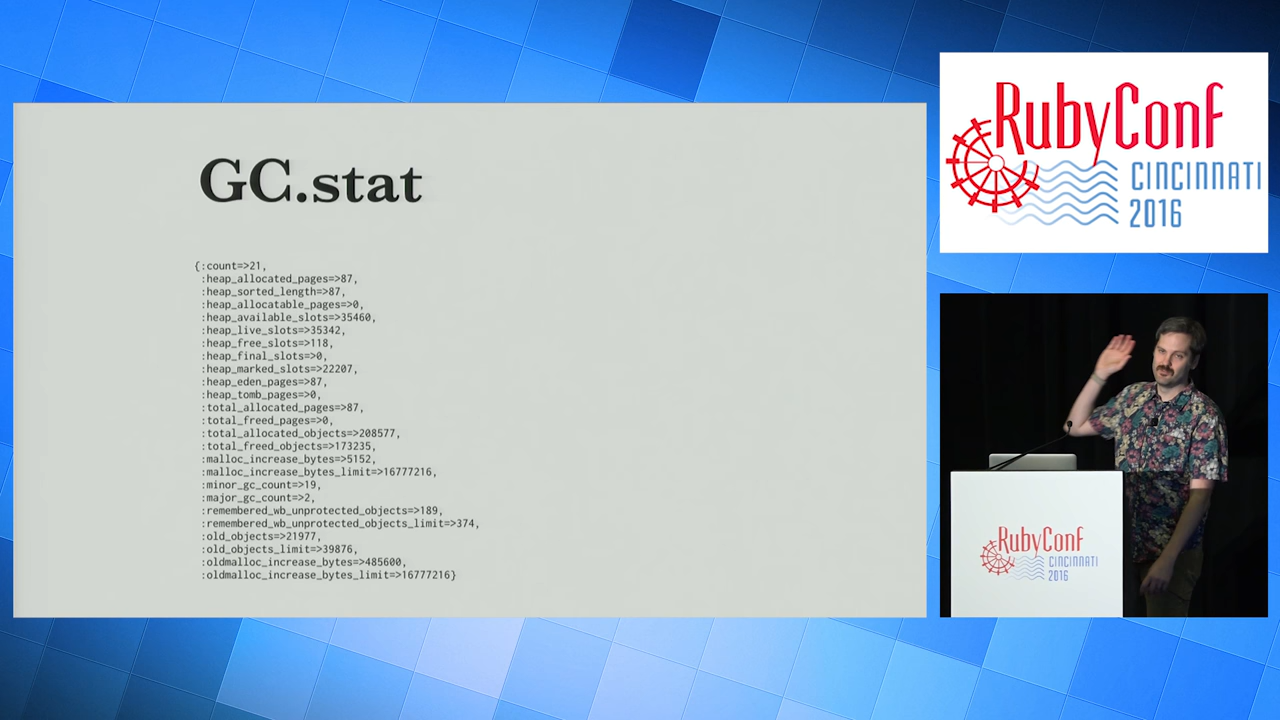 GC.stat
{:count=>21,
:heap_allocated_pages=>87,
:heap_sorted_length=>87,
:heap_allocatable_pages=>0,
:heap_available_slots=>35460,
:heap_live_slots=>35342,
:heap_free_slots=>118,
:heap_final_slots=>0,
:heap_marked_slots=>22207,
:heap_eden_pages=>87,
:heap_tomb_pages=>0,
:total_allocated_pages=>87,
:total_freed_pages=>0,
:total_allocated_objects=>208577,
:total_freed_objects=>173235,
:malloc_increase_bytes=>5152,
:malloc_increase_bytes_limit=>16777216,
:minor_gc_count=>19,
:major_gc_count=>2,
:remembered_wb_unprotected_objects=>189,
:remembered_wb_unprotected_objects_limit=>374,
:old_objects=>21977,
:old_objects_limit=>39876,
:oldmalloc_increase_bytes=>485600,
:oldmalloc_increase_bytes_limit=>16777216}
RubyConf
CINCINNATI
2016
RubyConf
CINCINNATI
2016